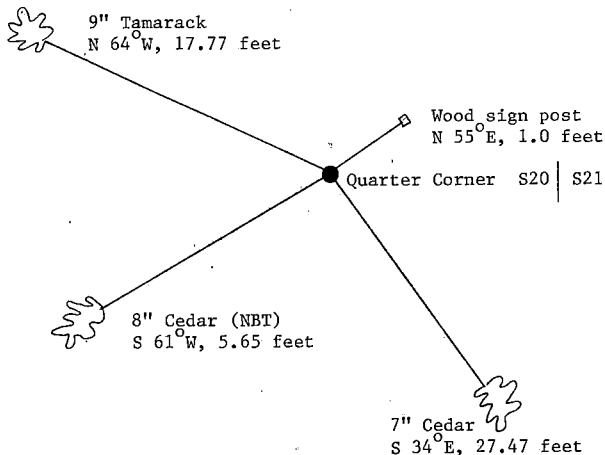 9" Tamarack
N 64°W, 17.77 feet
Wood sign post
N 55°E, 1.0 feet
Quarter Corner S20 | S21
8" Cedar (NBT)
S 61°W, 5.65 feet
7" Cedar
S 34°E, 27.47 feet